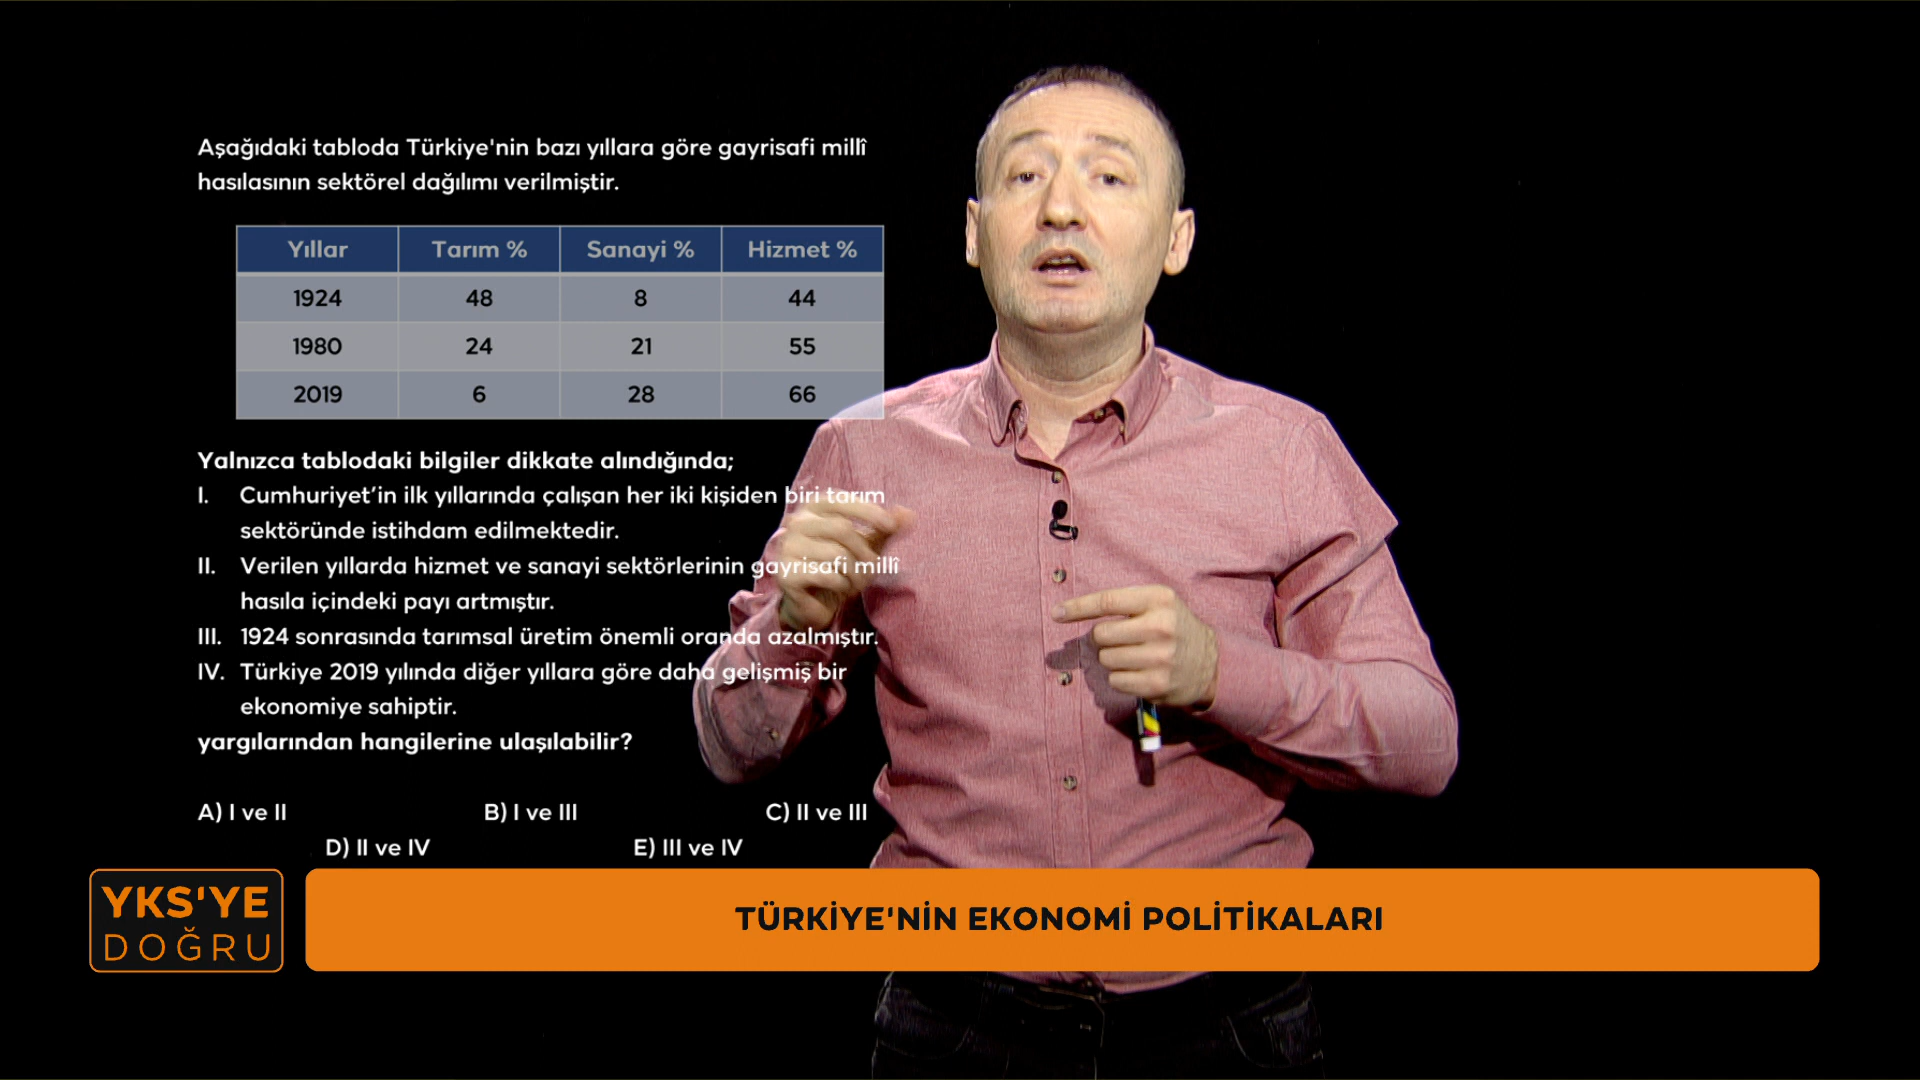 Aşağıdaki tabloda Türkiye'nin bazı yıllara göre gayrisafi millî
hasılasının sektörel dağılımı verilmiştir.
Yıllar Tarım % Sanayi % Hizmet %
1924 48 8 44
1980 24 21 55
2019 6 28 66
Yalnızca tablodaki bilgiler dikkate alındığında;
I. Cumhuriyet’in ilk yıllarında çalışan her iki kişiden biri tarım
sektöründe istihdam edilmektedir.
II. Verilen yıllarda hizmet ve sanayi sektörlerinin gayrisafi millî
hasıla içindeki payı artmıştır.
III. 1924 sonrasında tarımsal üretim önemli oranda azalmıştır.
IV. Türkiye 2019 yılında diğer yıllara göre daha gelişmiş bir
ekonomiye sahiptir.
yargılarından hangilerine ulaşılabilir?
A) I ve II B) I ve III C) II ve III
D) II ve IV E) III ve IV
YKS'YE
DOĞRU
TÜRKİYE'NİN EKONOMİ POLİTİKALARI